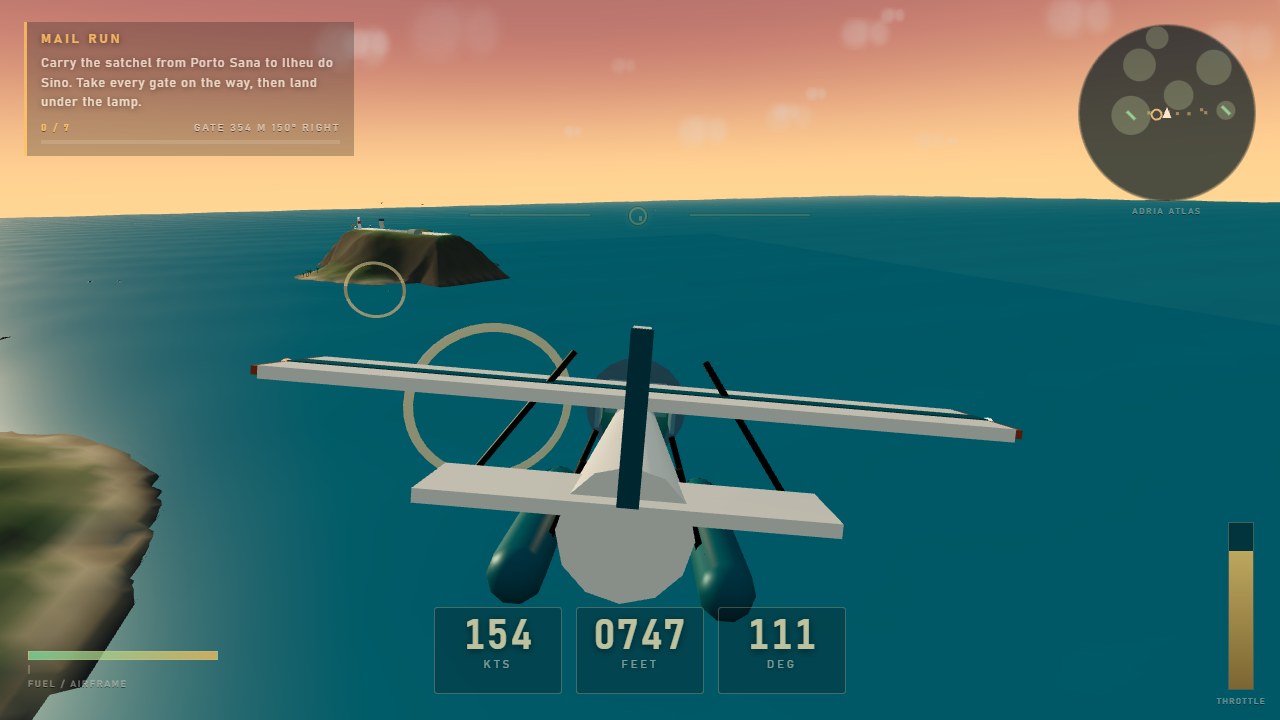 MAIL RUN
Carry the satchel from Porto Sana to Ilheu do
Sino. Take every gate on the way, then land
under the lamp.
0 / 7 GATE 354 M 150° RIGHT
ADRIA ATLAS
154
KTS
0747
FEET
111
DEG
FUEL / AIRFRAME
THROTTLE